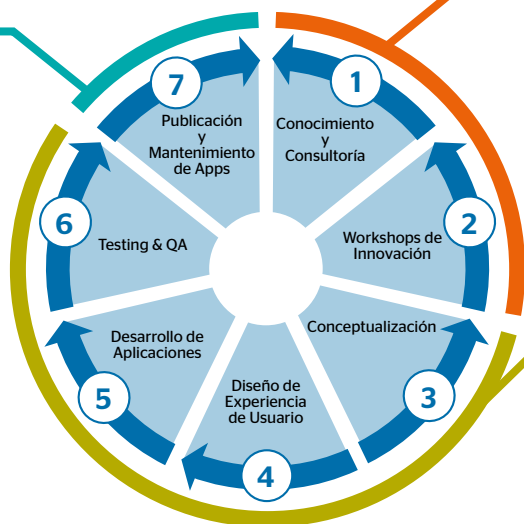 1
Conocimiento
y
Consultoría
2
Workshops de
Innovación
3
Conceptualización
4
Diseño de
Experiencia
de Usuario
5
Desarrollo de
Aplicaciones
6
Testing & QA
7
Publicación
y
Mantenimiento
de Apps